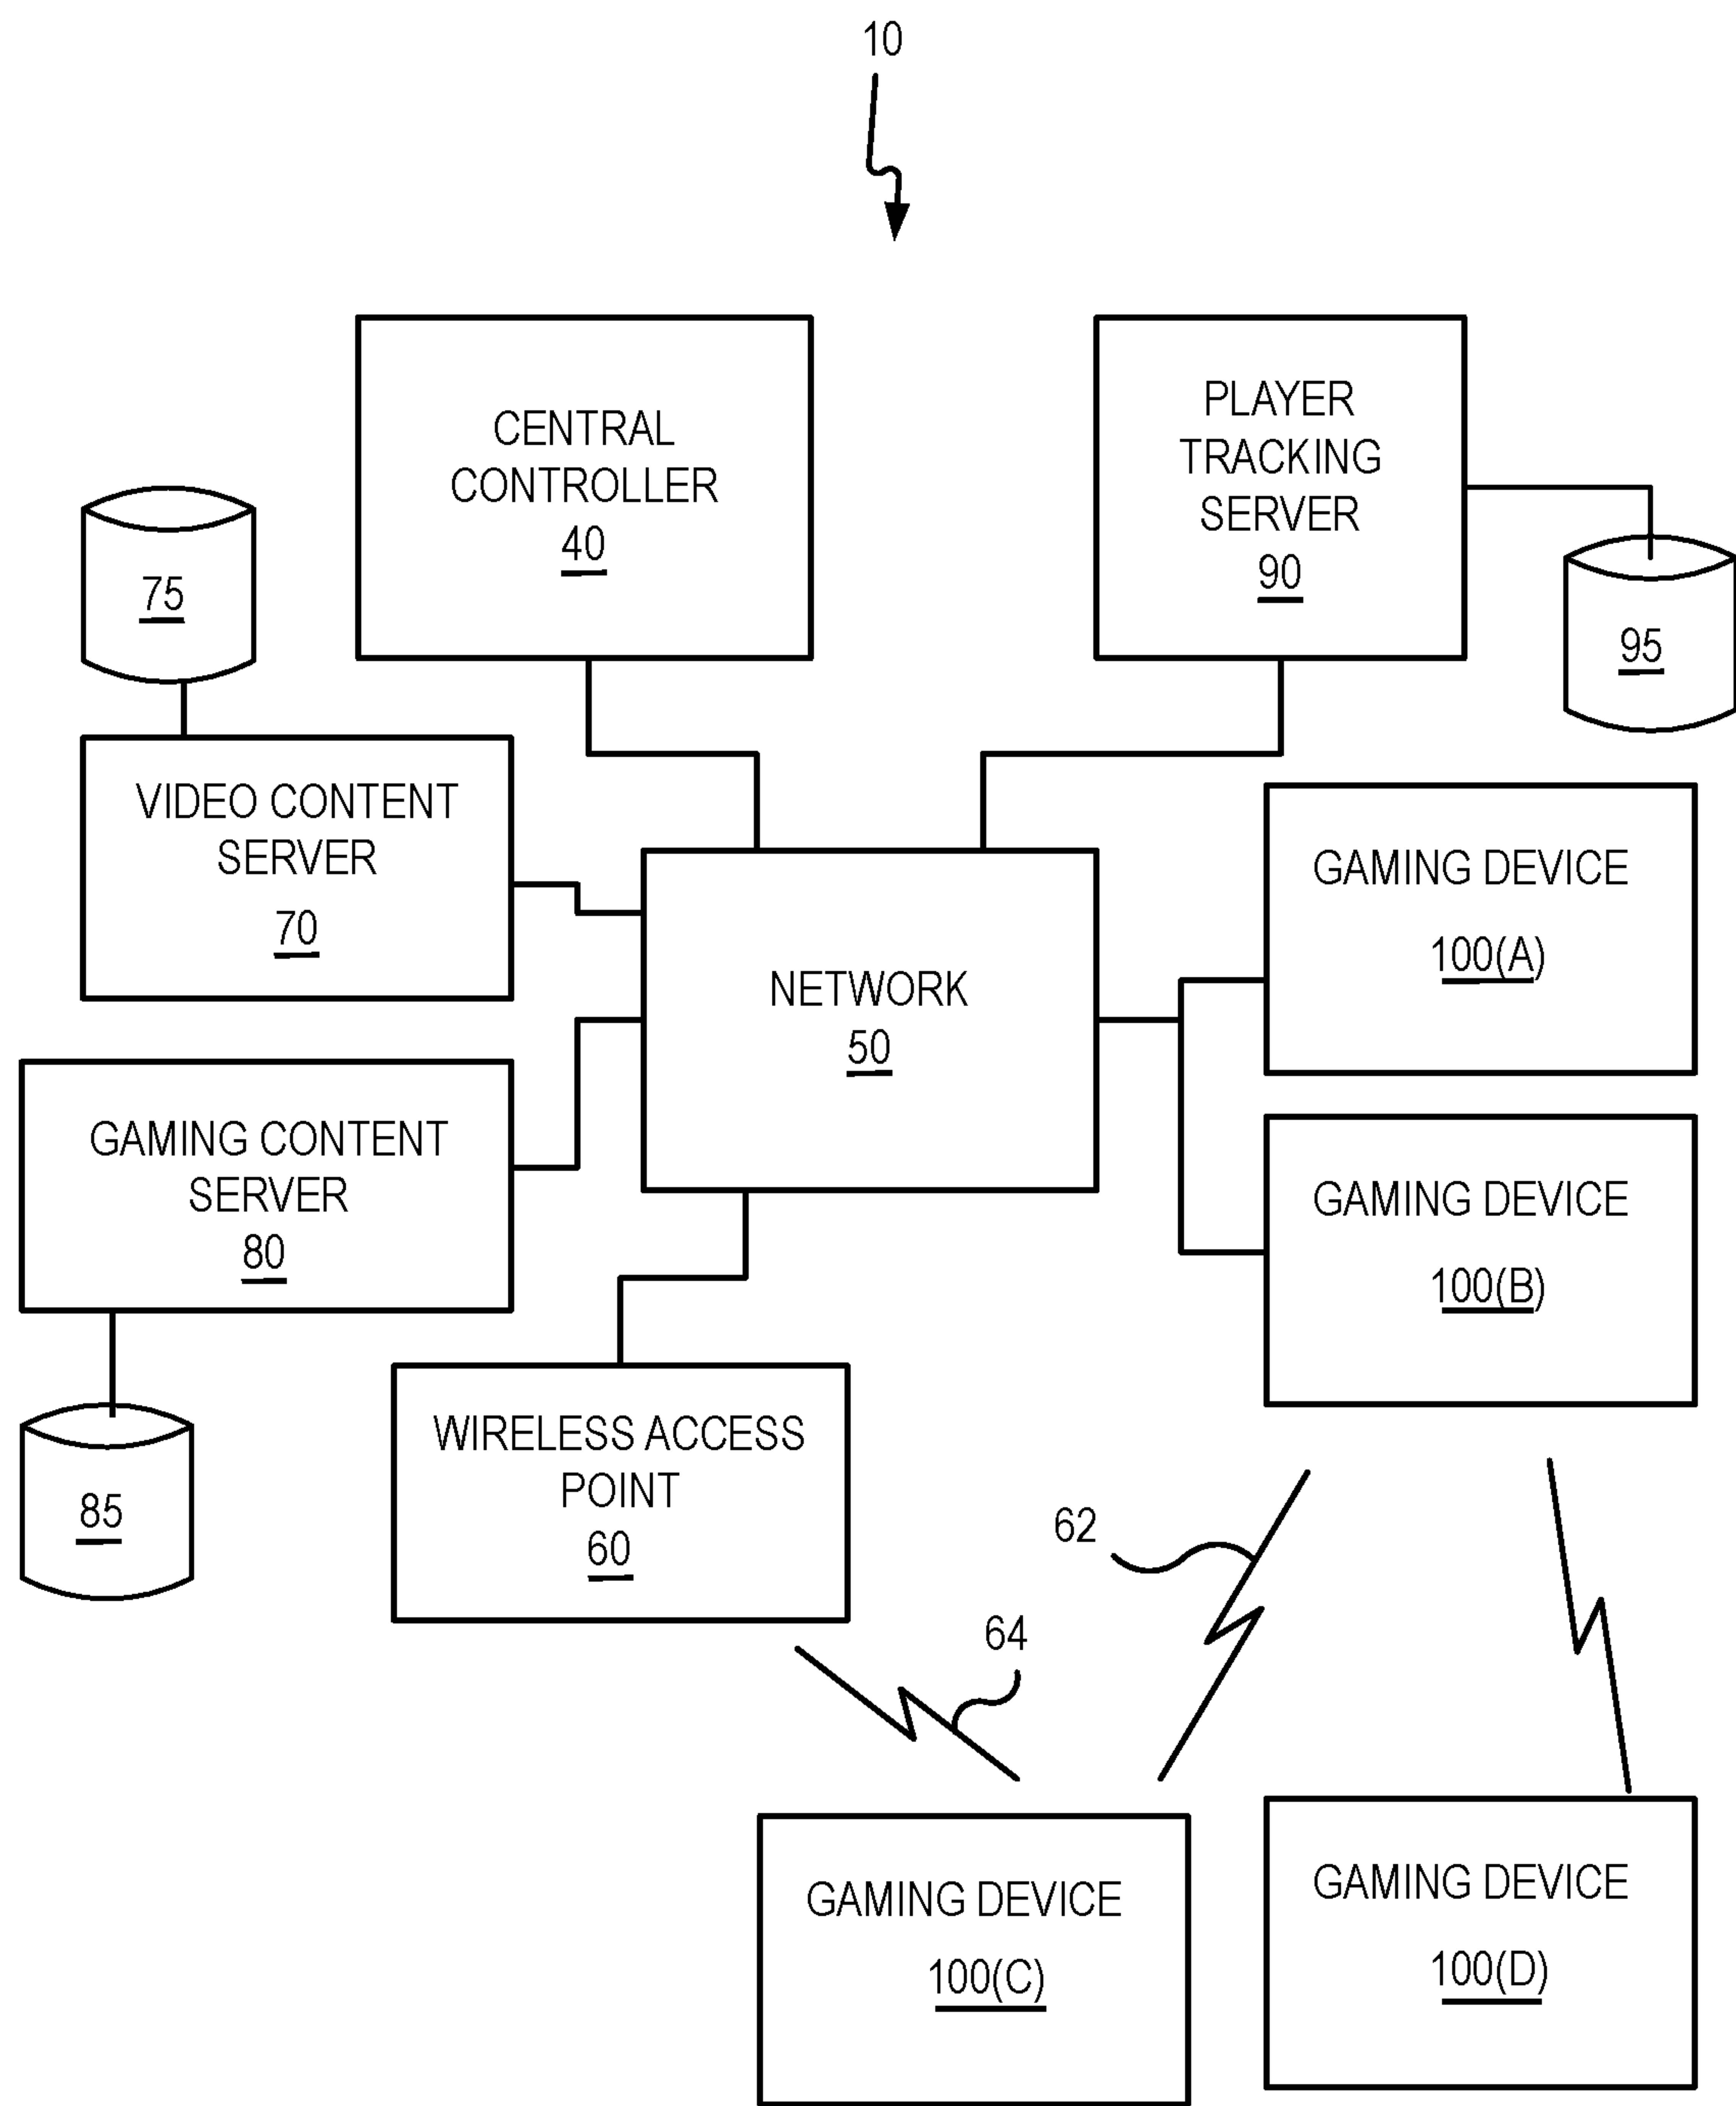 10
CENTRAL
CONTROLLER
40
PLAYER
TRACKING
SERVER
90
75
95
VIDEO CONTENT
SERVER
70
GAMING DEVICE
100(A)
NETWORK
50
GAMING CONTENT
SERVER
80
GAMING DEVICE
100(B)
85
WIRELESS ACCESS
POINT
60
62
64
GAMING DEVICE
100(C)
GAMING DEVICE
100(D)